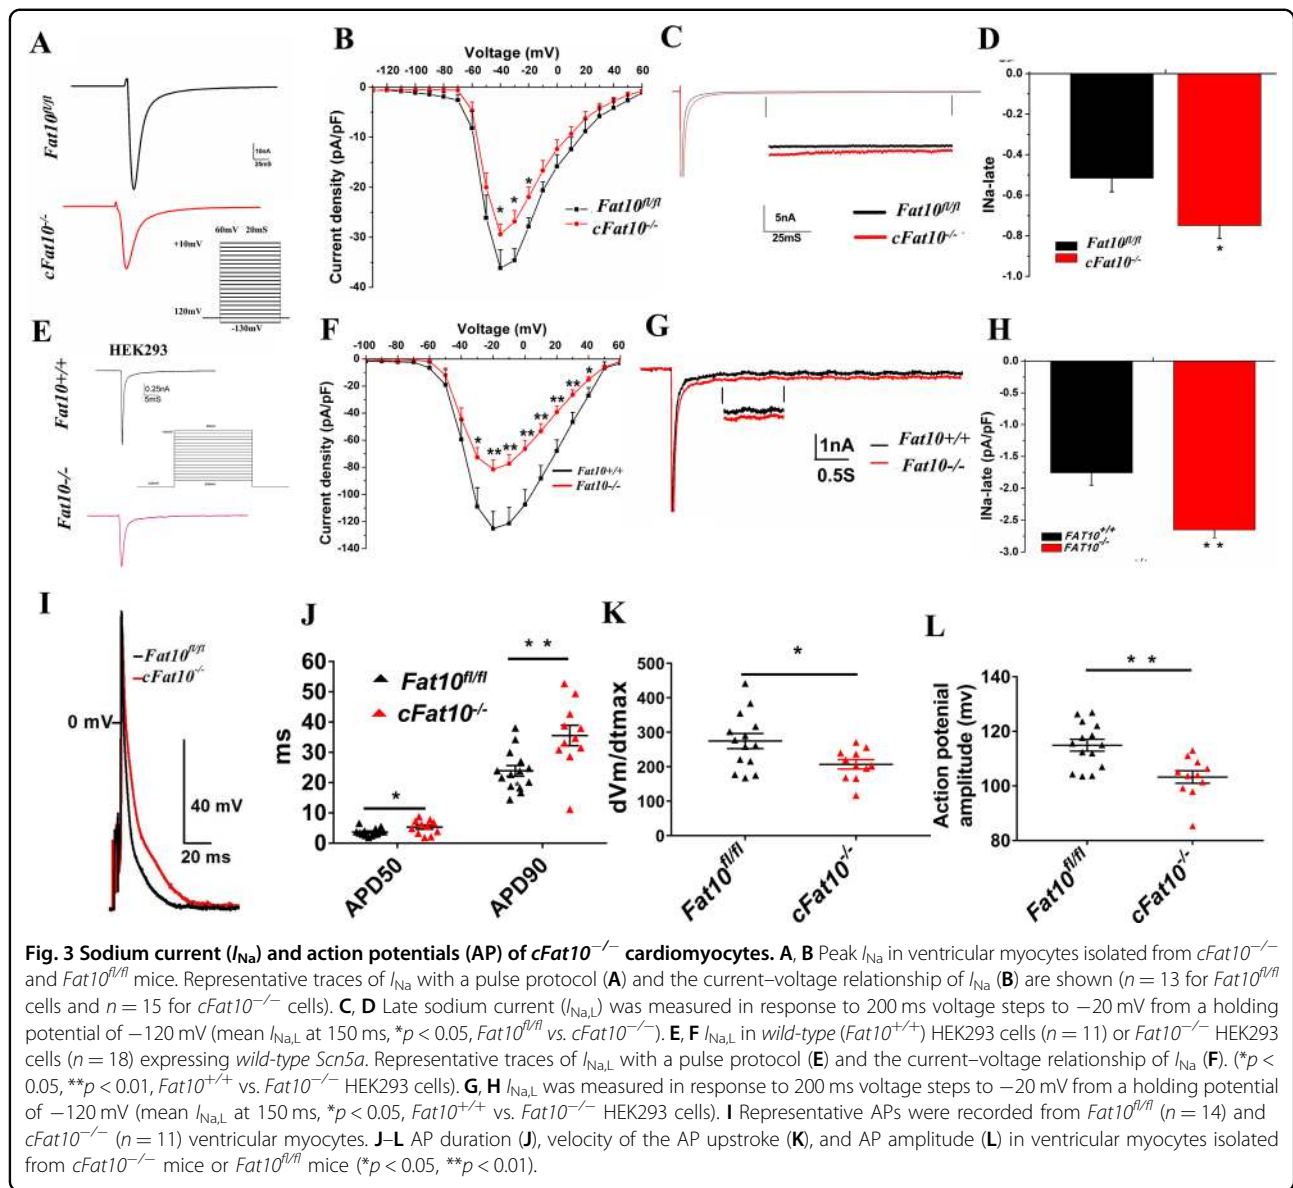 A
Fat10fl/fl
10nA
25mS
cFat10-/-
60mV 20mS
+10mV
120mV
-130mV
B
Voltage (mV)
-120 -100 -80 -60 -40 -20 0 20 40 60
Current density (pA/pF)
0
-10
-20
-30
-40
* * *
Fat10fl/fl
cFat10-/-
C
5nA
25mS
Fat10fl/fl
cFat10-/-
D
INa-late
0.0
-0.2
-0.4
-0.6
-0.8
-1.0
Fat10fl/fl
cFat10-/-
*
E
HEK293
Fat10+/+
0.25nA
5mS
Fat10-/-
F
Voltage (mV)
-100 -80 -60 -40 -20 0 20 40 60
Current density (pA/pF)
0
-20
-40
-60
-80
-100
-120
-140
* ** ** ** ** ** ** *
Fat10+/+
Fat10-/-
G
1nA
0.5S
Fat10+/+
Fat10-/-
H
INa-late (pA/pF)
0.0
-0.5
-1.0
-1.5
-2.0
-2.5
-3.0
FAT10+/+
FAT10-/-
* *
I
Fat10fl/fl
cFat10-/-
0 mV
40 mV
20 ms
J
ms
60
50
40
30
20
10
0
Fat10fl/fl
cFat10-/-
*
* *
APD50
APD90
K
dVm/dtmax
500
400
300
200
100
0
*
Fat10fl/fl
cFat10-/-
L
Action potenial
amplitude (mv)
140
120
100
80
* *
Fat10fl/fl
cFat10-/-
Fig. 3 Sodium current (INa) and action potentials (AP) of cFat10−/− cardiomyocytes. A, B Peak INa in ventricular myocytes isolated from cFat10−/−
and Fat10fl/fl mice. Representative traces of INa with a pulse protocol (A) and the current–voltage relationship of INa (B) are shown (n = 13 for Fat10fl/fl
cells and n = 15 for cFat10−/− cells). C, D Late sodium current (INa,L) was measured in response to 200 ms voltage steps to −20 mV from a holding
potential of −120 mV (mean INa,L at 150 ms, *p < 0.05, Fat10fl/fl vs. cFat10−/−). E, F INa,L in wild-type (Fat10+/+) HEK293 cells (n = 11) or Fat10−/− HEK293
cells (n = 18) expressing wild-type Scn5a. Representative traces of INa,L with a pulse protocol (E) and the current–voltage relationship of INa (F). (*p <
0.05, **p < 0.01, Fat10+/+ vs. Fat10−/− HEK293 cells). G, H INa,L was measured in response to 200 ms voltage steps to −20 mV from a holding potential
of −120 mV (mean INa,L at 150 ms, *p < 0.05, Fat10+/+ vs. Fat10−/− HEK293 cells). I Representative APs were recorded from Fat10fl/fl (n = 14) and
cFat10−/− (n = 11) ventricular myocytes. J–L AP duration (J), velocity of the AP upstroke (K), and AP amplitude (L) in ventricular myocytes isolated
from cFat10−/− mice or Fat10fl/fl mice (*p < 0.05, **p < 0.01).